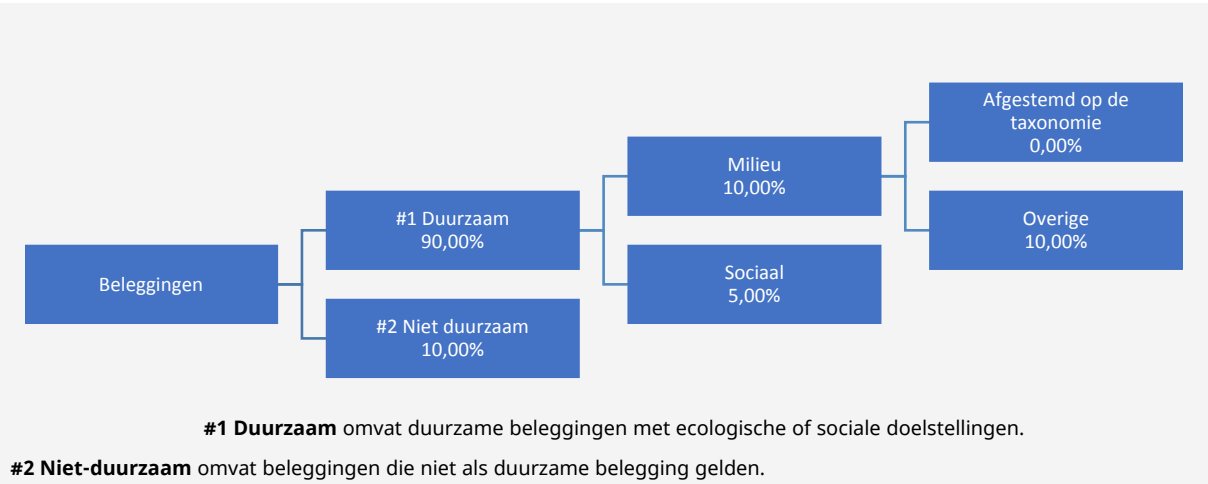 Beleggingen
#1 Duurzaam
90,00%
#2 Niet duurzaam
10,00%
Milieu
10,00%
Sociaal
5,00%
Afgestemd op de
taxonomie
0,00%
Overige
10,00%
#1 Duurzaam omvat duurzame beleggingen met ecologische of sociale doelstellingen.
#2 Niet-duurzaam omvat beleggingen die niet als duurzame belegging gelden.